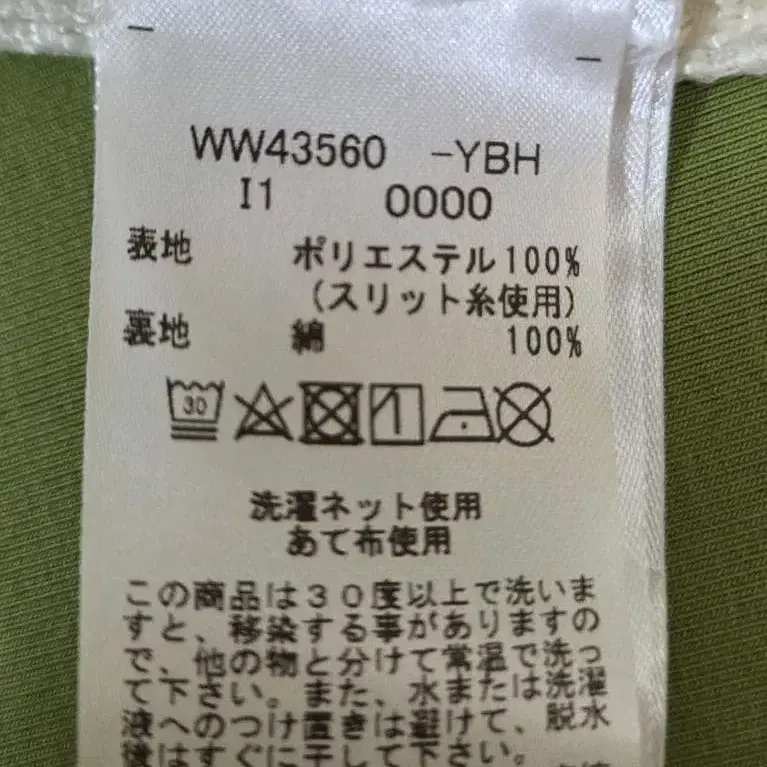 WW43560 -YBH
I1 0000
表地 ポリエステル100%
(スリット糸使用)
裏地 綿 100%
30
洗濯ネット使用
あて布使用
この商品は30度以上で洗いま
すと、移染する事がありますの
で、他の物と分けて常温で洗っ
て下さい。また、水または洗濯
液へのつけ置きは避けて、脱水
後はすぐに干して下さい。